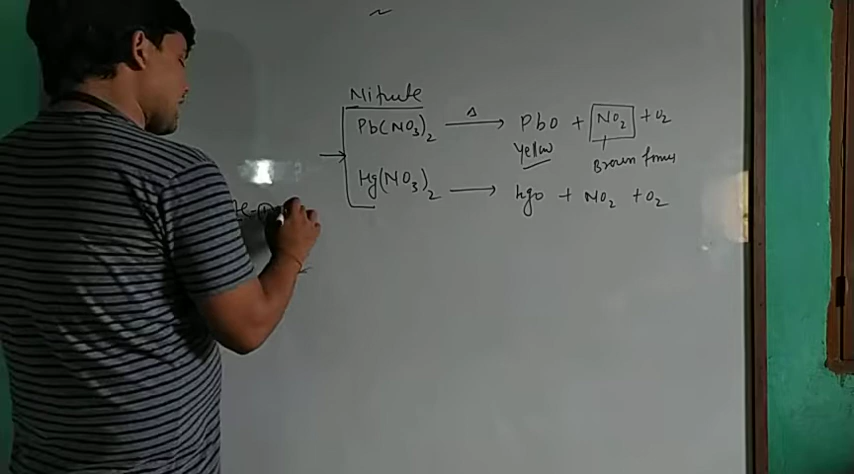 Nitrate
Pb(NO3)2 —Δ→ PbO + NO2 + O2
Yellow
Brown fumes
Hg(NO3)2 → HgO + NO2 + O2